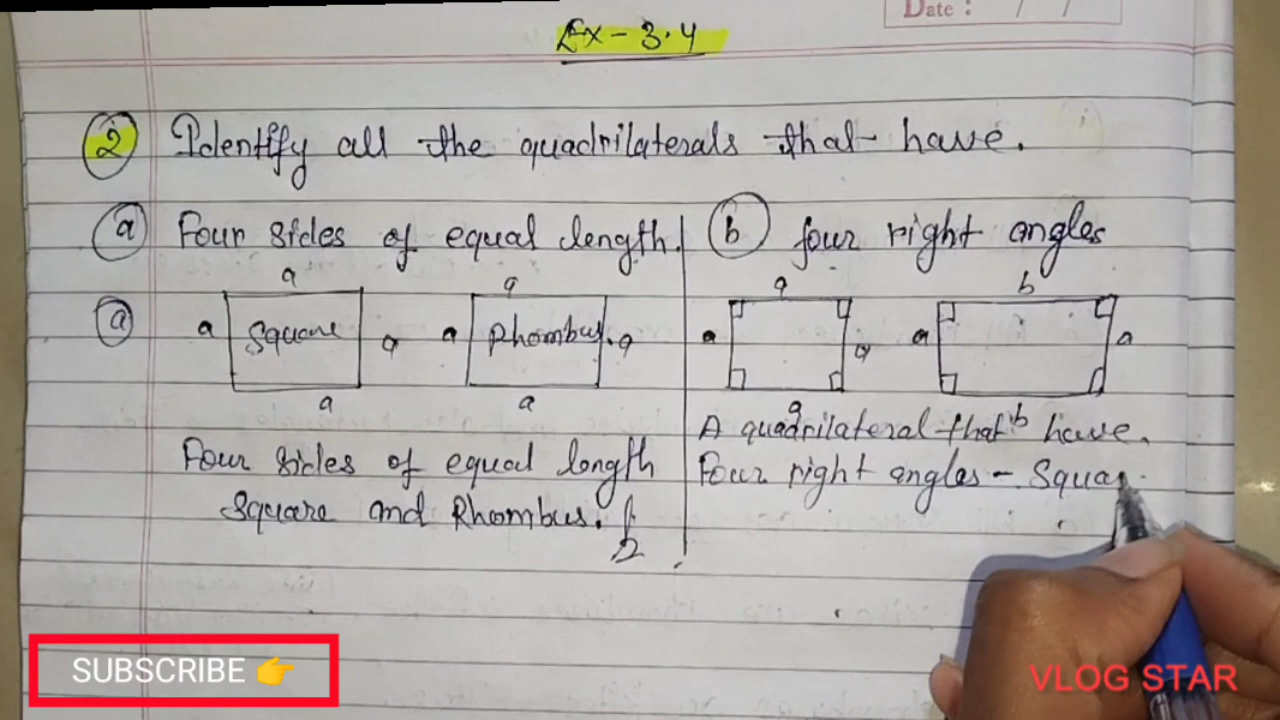 Date : / /
Ex - 3.4
2 Identify all the quadrilaterals that have.
a Four sides of equal length.
b four right angles
a
a
a
Square
a
a
a
a
Rhombus.
a
a
a
a
a
a
b
a
a
b
Four sides of equal length
Square and Rhombus.
A quadrilateral that have.
Four right angles - Squar
SUBSCRIBE 👉
VLOG STAR